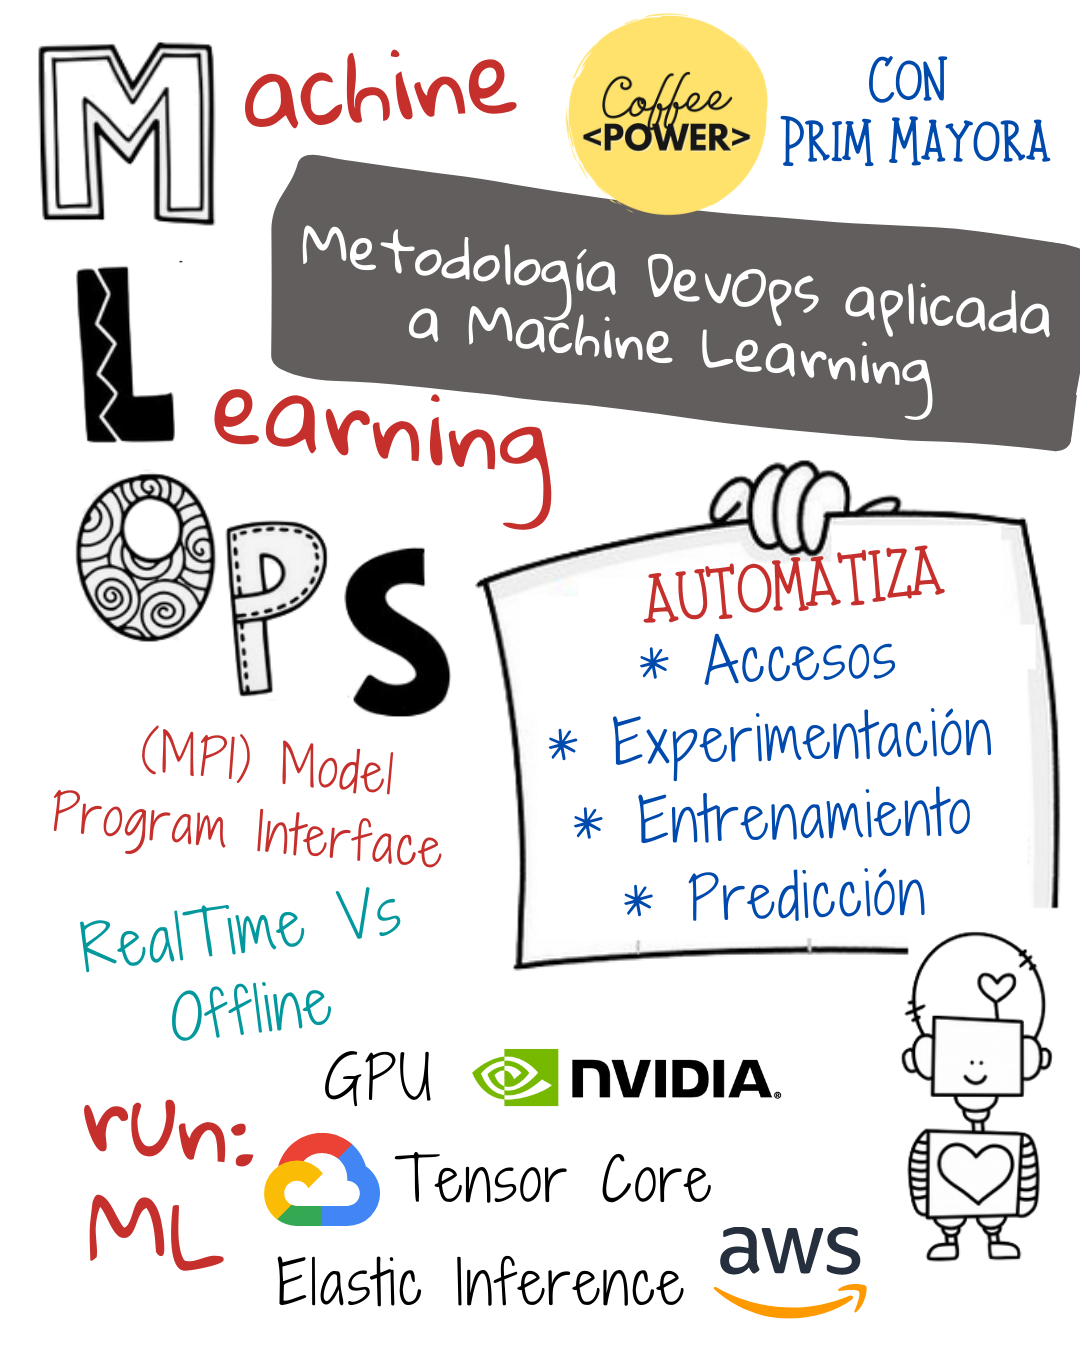 Machine
Coffee
<POWER>
CON
PRIM MAYORA
Metodología DevOps aplicada
a Machine Learning
Learning
OPS
AUTOMATIZA
* Accesos
* Experimentación
* Entrenamiento
* Predicción
(MPI) Model
Program Interface
RealTime Vs
Offline
GPU NVIDIA®
run:
ML
Tensor Core
Elastic Inference aws